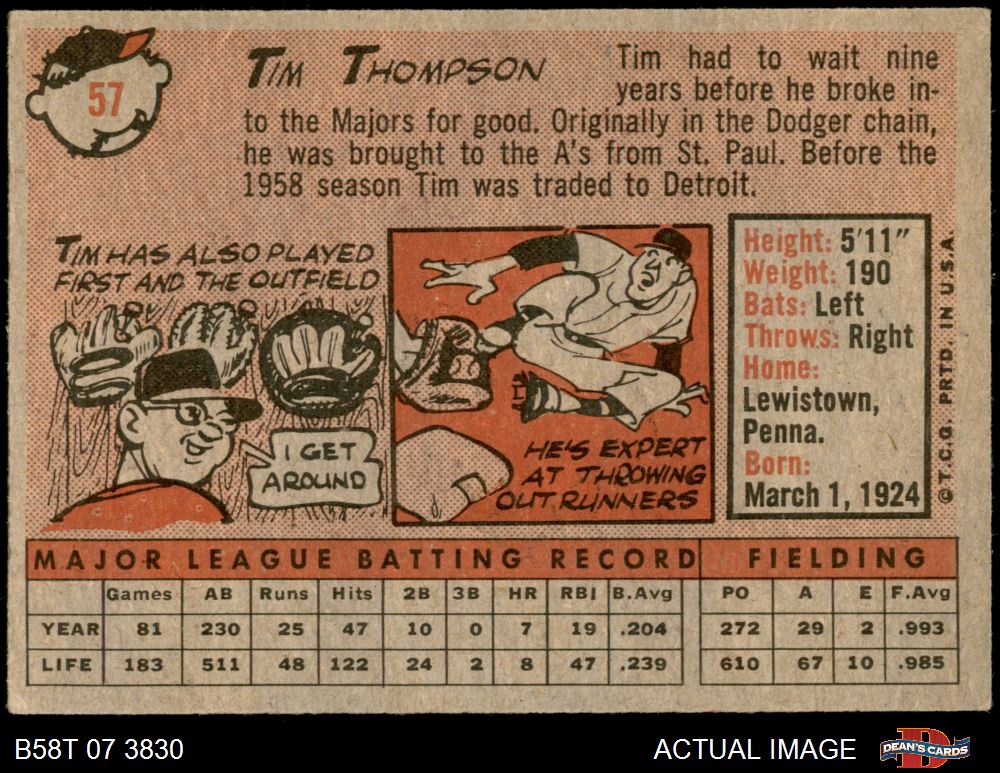 57
TIM THOMPSON
Tim had to wait nine
years before he broke in-
to the Majors for good. Originally in the Dodger chain,
he was brought to the A's from St. Paul. Before the
1958 season Tim was traded to Detroit.
TIM HAS ALSO PLAYED
FIRST AND THE OUTFIELD
I GET
AROUND
HE'S EXPERT
AT THROWING
OUT RUNNERS
Height: 5'11"
Weight: 190
Bats: Left
Throws: Right
Home:
Lewistown,
Penna.
Born:
March 1, 1924
© T.C.G. PRTD. IN U.S.A.
MAJOR LEAGUE BATTING RECORD FIELDING
Games AB Runs Hits 2B 3B HR RBI B.Avg PO A E F.Avg
YEAR 81 230 25 47 10 0 7 19 .204 272 29 2 .993
LIFE 183 511 48 122 24 2 8 47 .239 610 67 10 .985
B58T 07 3830 ACTUAL IMAGE DEAN'S CARDS